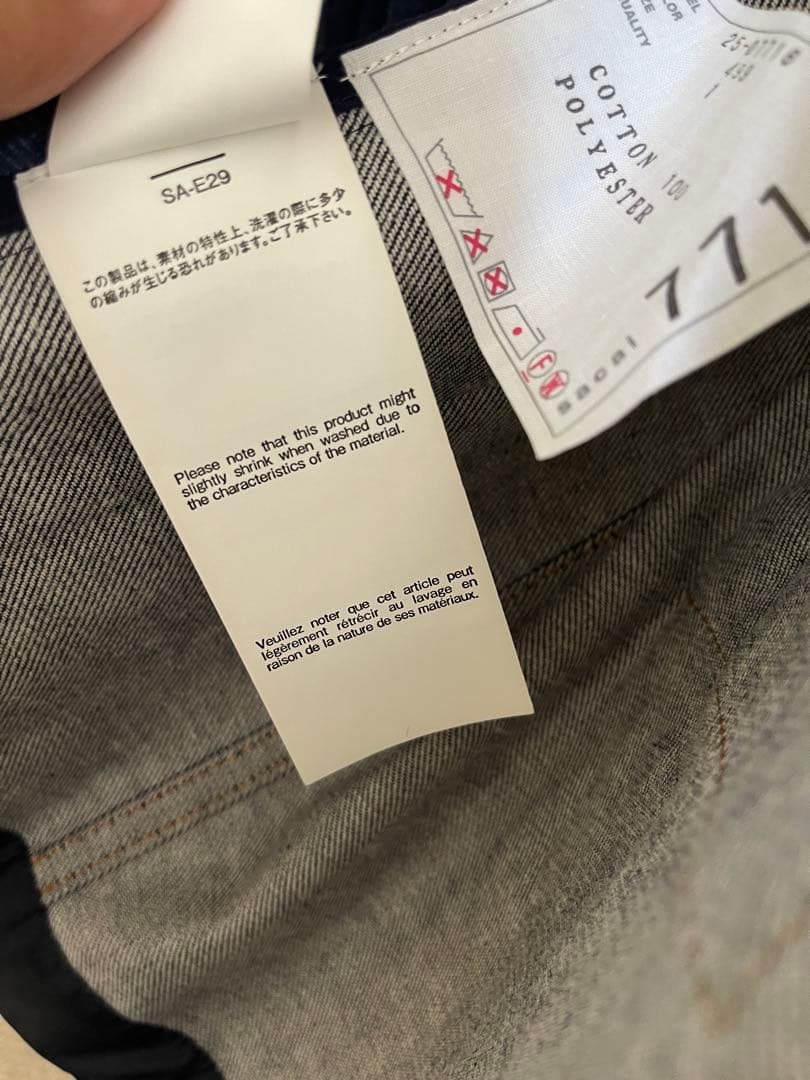 SA-E29
この製品は、素材の特性上、洗濯の際に多少
の縮みが生じる恐れがあります。ご了承下さい。
Please note that this product might
slightly shrink when washed due to
the characteristics of the material.
Veuillez noter que cet article peut
légèrement rétrécir au lavage en
raison de la nature de ses matériaux.
UALITY
499
1
COTTON 100
POLYESTER
771
F
W
sacai